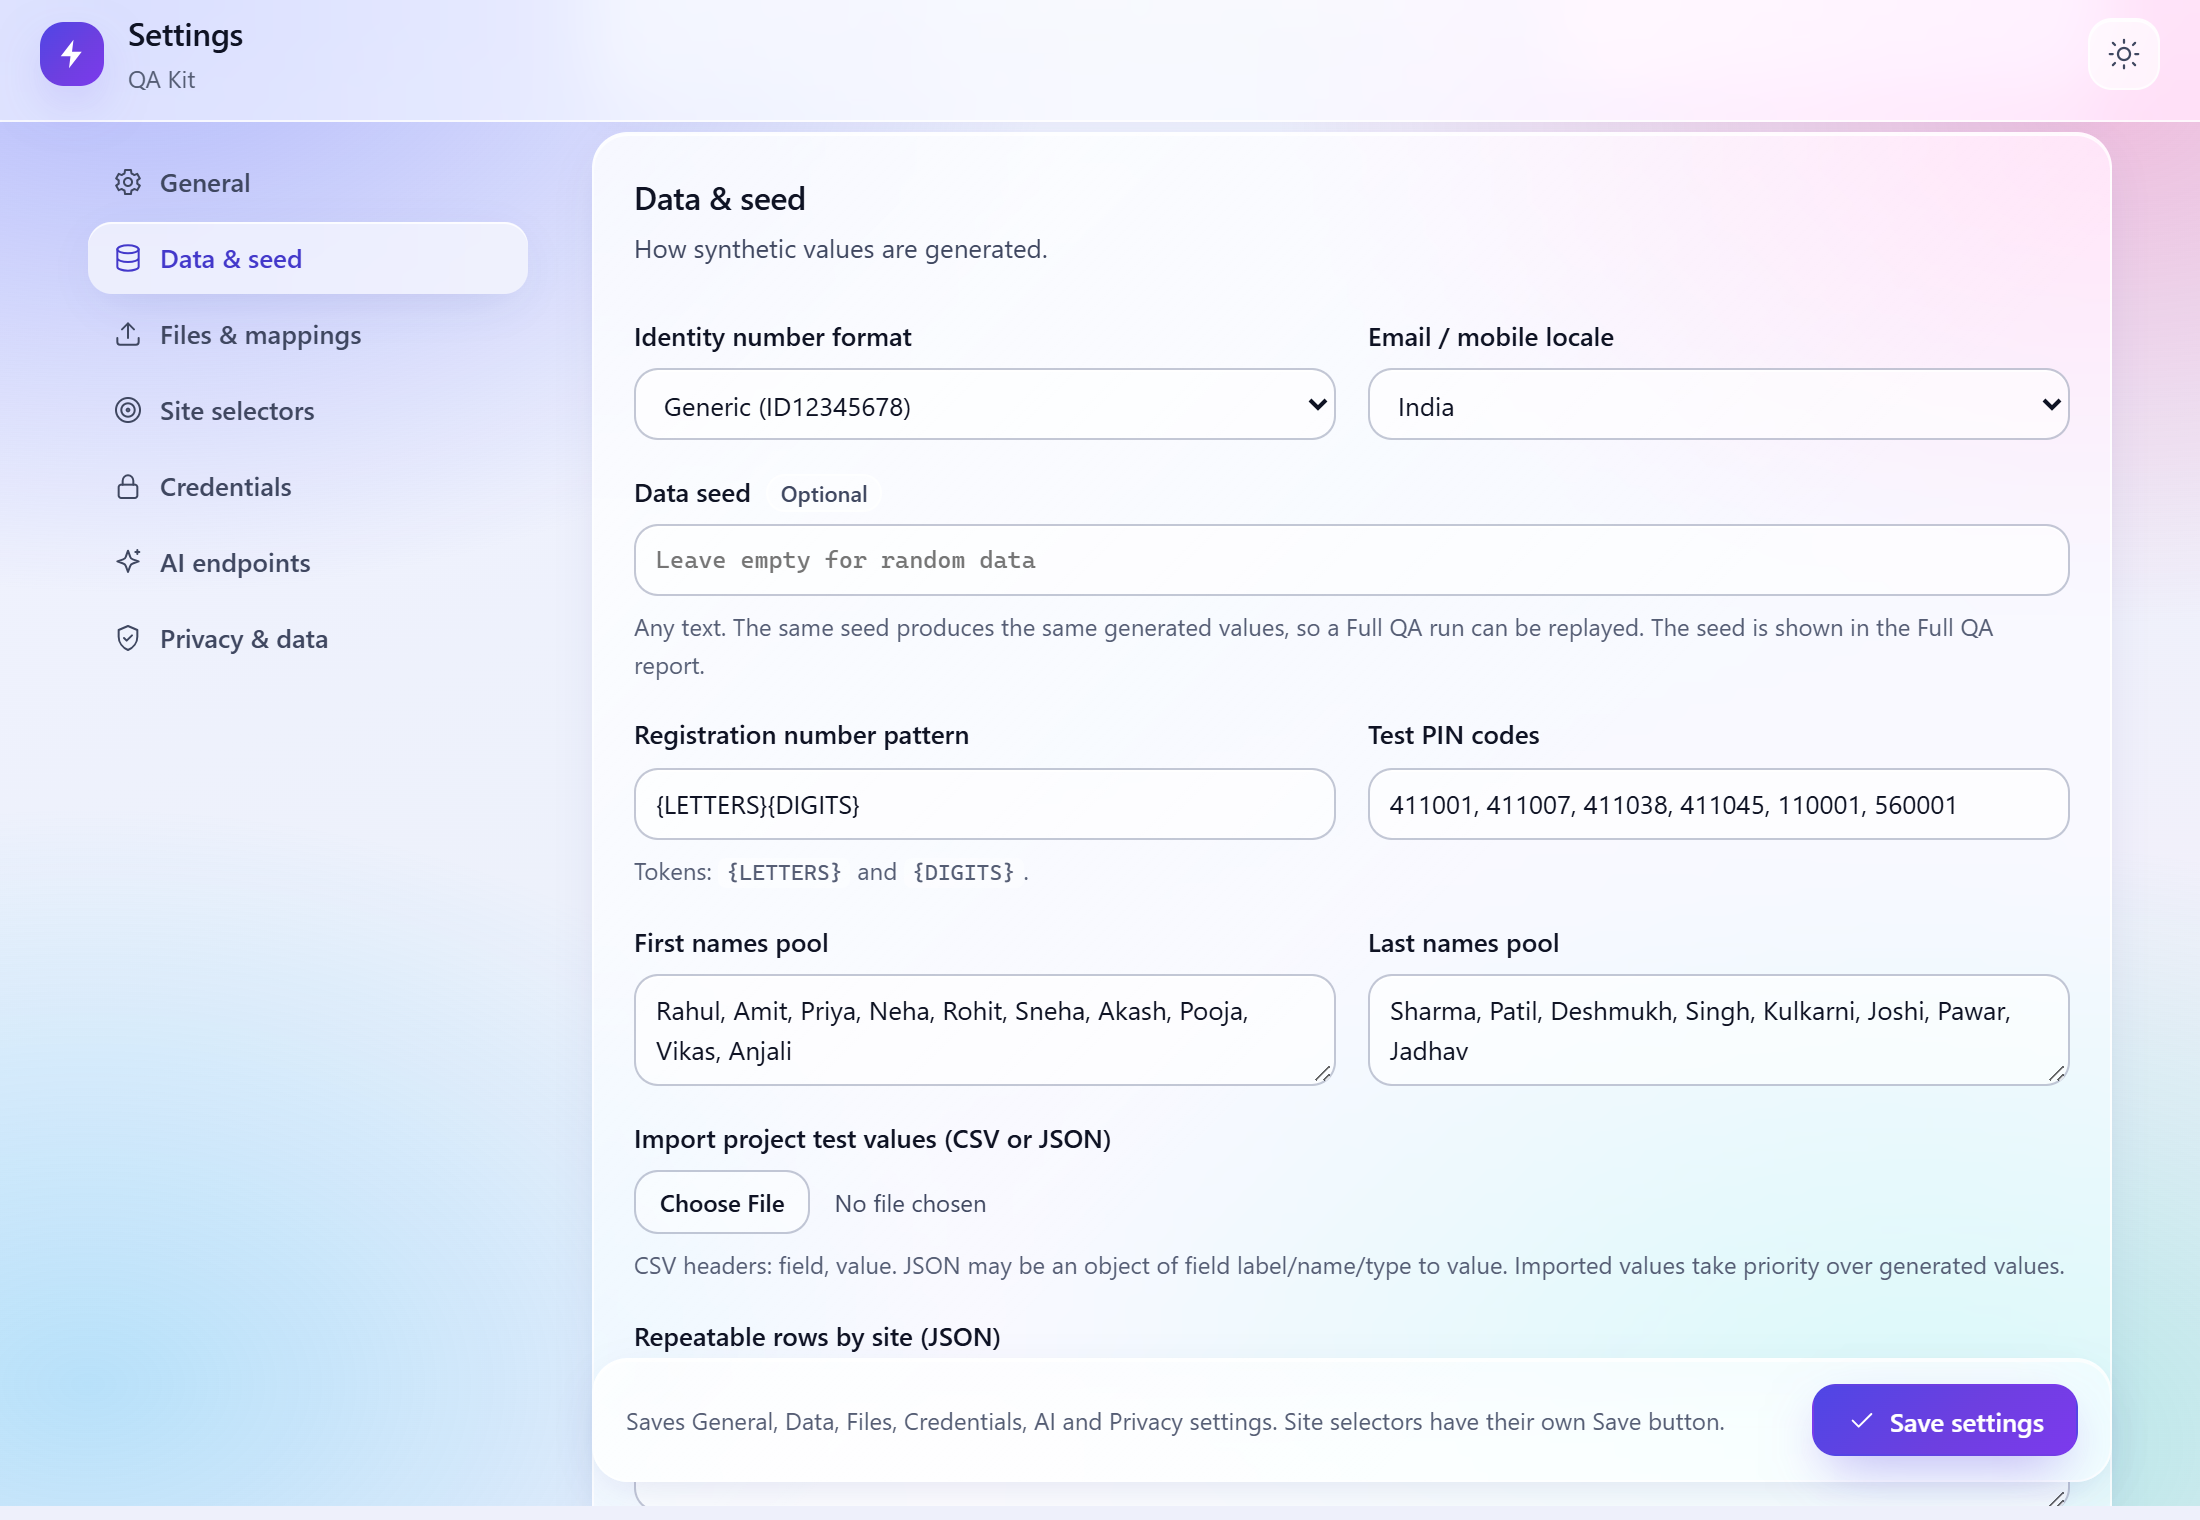 Settings
QA Kit
General
Data & seed
Files & mappings
Site selectors
Credentials
AI endpoints
Privacy & data
Data & seed
How synthetic values are generated.
Identity number format
Email / mobile locale
Generic (ID12345678)
India
Data seed Optional
Leave empty for random data
Any text. The same seed produces the same generated values, so a Full QA run can be replayed. The seed is shown in the Full QA
report.
Registration number pattern
Test PIN codes
{LETTERS}{DIGITS}
411001, 411007, 411038, 411045, 110001, 560001
Tokens: {LETTERS} and {DIGITS} .
First names pool
Last names pool
Rahul, Amit, Priya, Neha, Rohit, Sneha, Akash, Pooja,
Vikas, Anjali
Sharma, Patil, Deshmukh, Singh, Kulkarni, Joshi, Pawar,
Jadhav
Import project test values (CSV or JSON)
Choose File No file chosen
CSV headers: field, value. JSON may be an object of field label/name/type to value. Imported values take priority over generated values.
Repeatable rows by site (JSON)
Saves General, Data, Files, Credentials, AI and Privacy settings. Site selectors have their own Save button.
Save settings